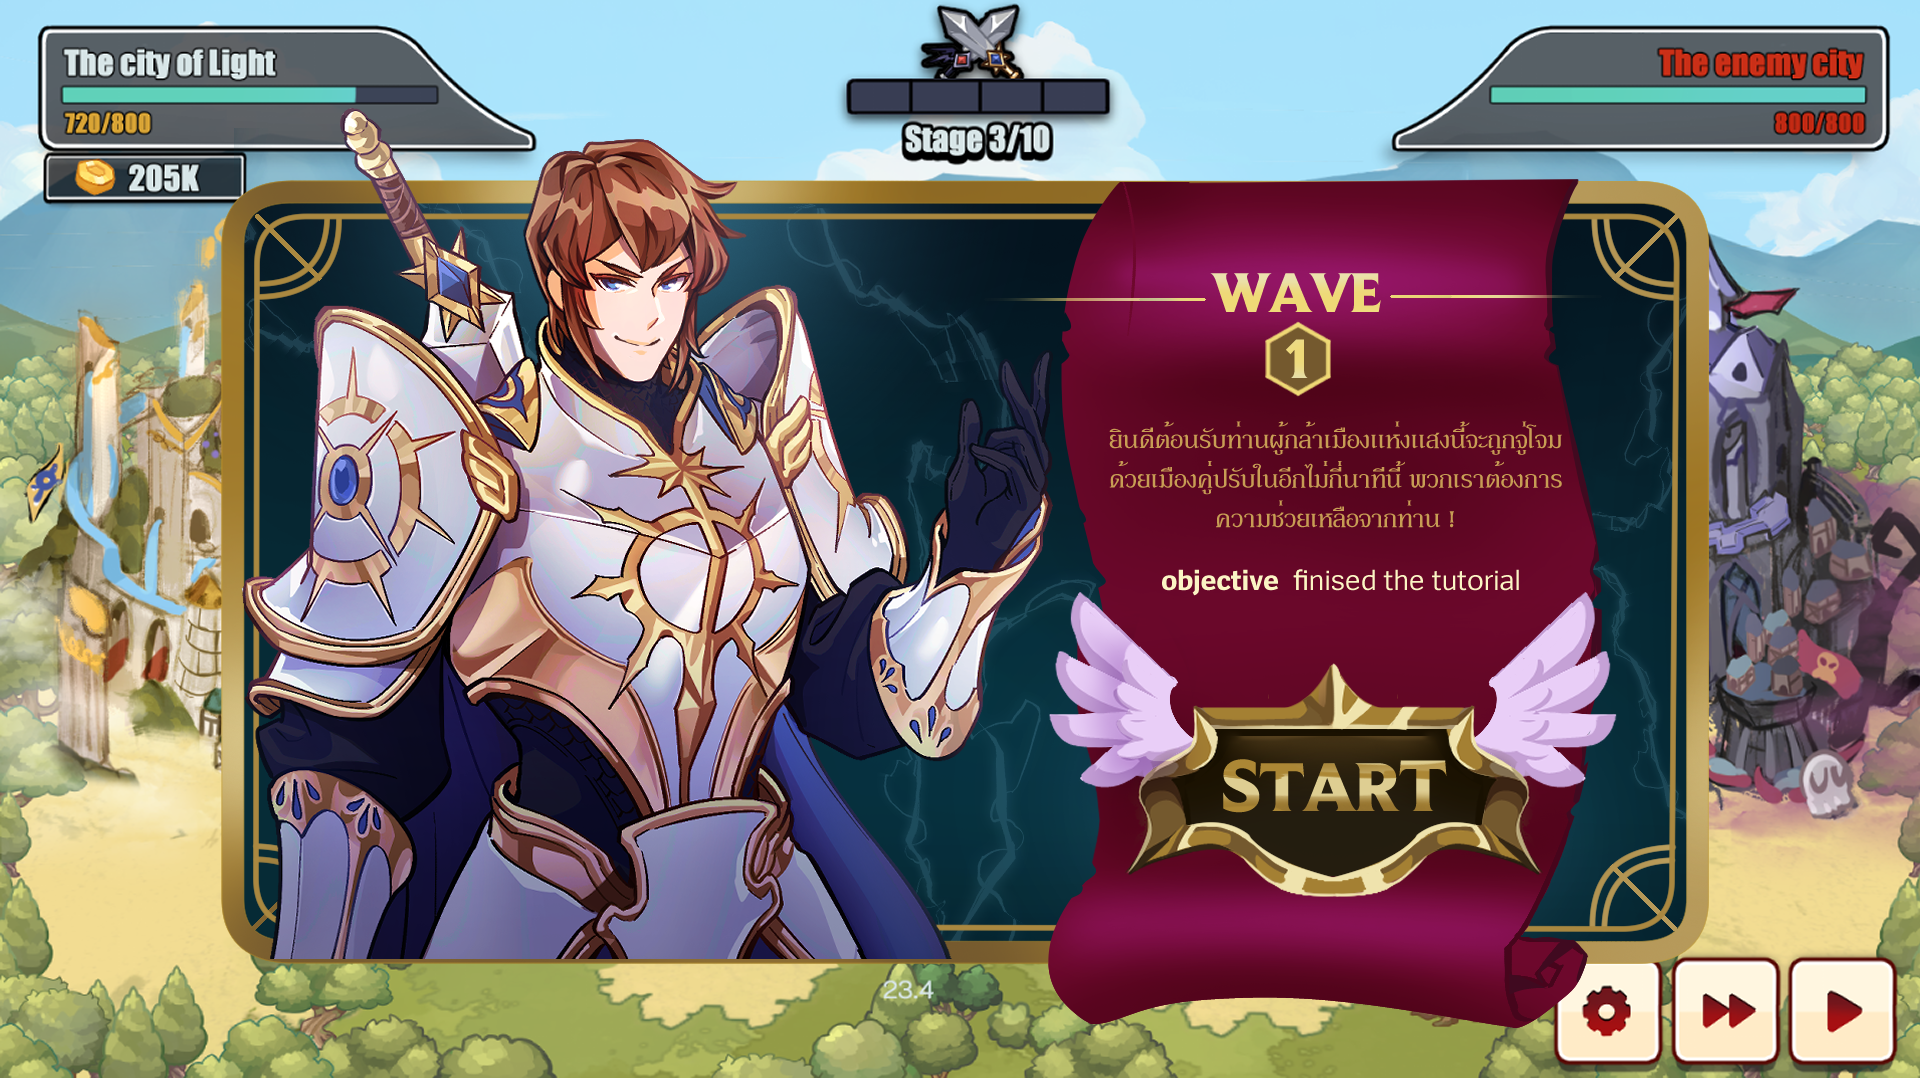 The city of Light
720/800
205K
Stage 3/10
The enemy city
800/800
WAVE
1
ยินดีต้อนรับท่านผู้กล้าเมืองแห่งแสงนี้จะถูกจู่โจม
ด้วยเมืองคู่ปรับในอีกไม่กี่นาทีนี้ พวกเราต้องการ
ความช่วยเหลือจากท่าน !
objective finised the tutorial
START
23.4